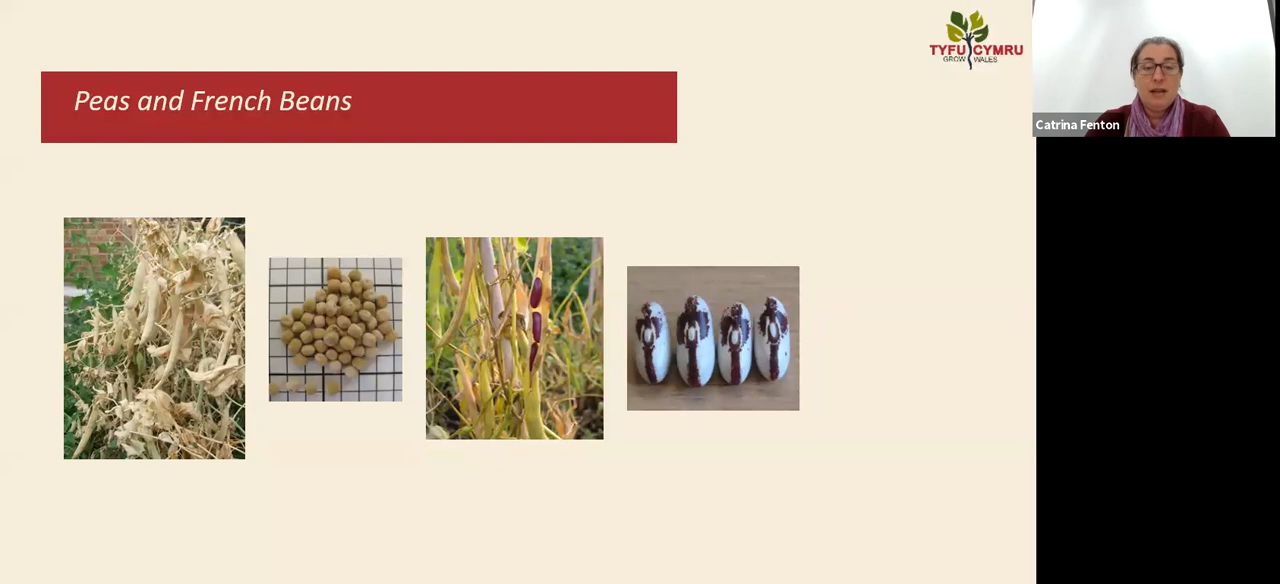 TYFU CYMRU
GROW WALES
Peas and French Beans
Catrina Fenton